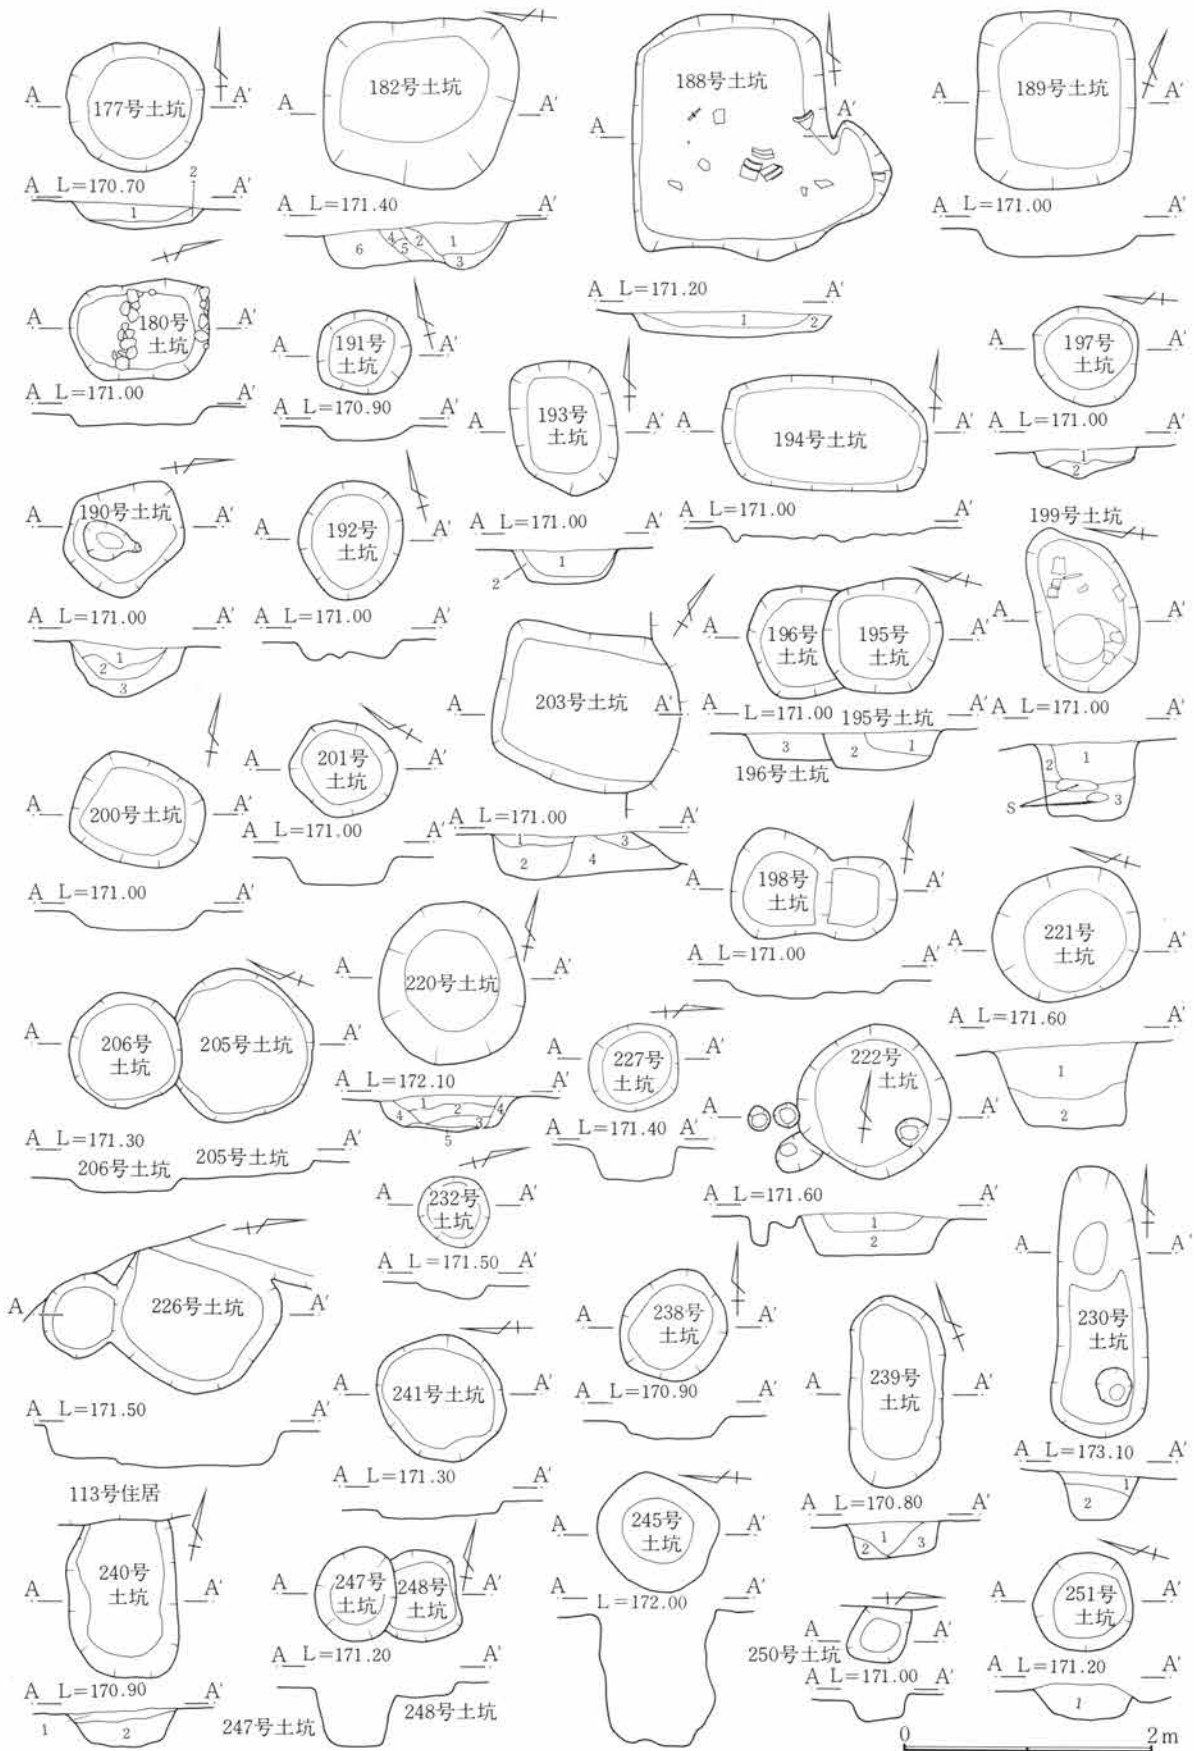 177号土坑
A A'
A L=170.70 A'
2
1
182号土坑
A A'
A L=171.40 A'
6 4 5 2 1 3
188号土坑
A A'
A L=171.20 A'
1 2
189号土坑
A A'
A L=171.00 A'
180号
土坑
A A'
A L=171.00 A'
191号
土坑
A A'
A L=170.90 A'
193号
土坑
A A'
A L=171.00 A'
1
2
194号土坑
A A'
A L=171.00 A'
197号
土坑
A A'
A L=171.00 A'
1
2
190号土坑
A A'
A L=171.00 A'
1
2
3
192号
土坑
A A'
A L=171.00 A'
196号
土坑
195号
土坑
A A'
A L=171.00 195号土坑 A'
3 2 1
196号土坑
199号土坑
A A'
A L=171.00 A'
2 1
S 3
200号土坑
A A'
A L=171.00 A'
201号
土坑
A A'
A L=171.00 A'
203号土坑
A A'
A L=171.00 A'
1 3
2 4
198号
土坑
A A'
A L=171.00 A'
221号
土坑
A A'
A L=171.60 A'
1
2
206号
土坑
205号土坑
A A'
A L=171.30 A'
206号土坑 205号土坑
220号土坑
A A'
A L=172.10 A'
4 1 2 3 4
5
227号
土坑
A A'
A L=171.40 A'
222号
土坑
A A'
A L=171.60 A'
1
2
232号
土坑
A A'
A L=171.50 A'
226号土坑
A A'
A L=171.50 A'
241号土坑
A A'
A L=171.30 A'
238号
土坑
A A'
A L=170.90 A'
239号
土坑
A A'
A L=170.80 A'
2 1 3
230号
土坑
A A'
A L=173.10 A'
1
2
113号住居
240号
土坑
A A'
A L=170.90 A'
1 2
247号
土坑
248号
土坑
A A'
A L=171.20 A'
247号土坑 248号土坑
245号
土坑
A A'
A L=172.00 A'
250号土坑
A A'
A L=171.00 A'
251号
土坑
A A'
A L=171.20 A'
1
0 2m